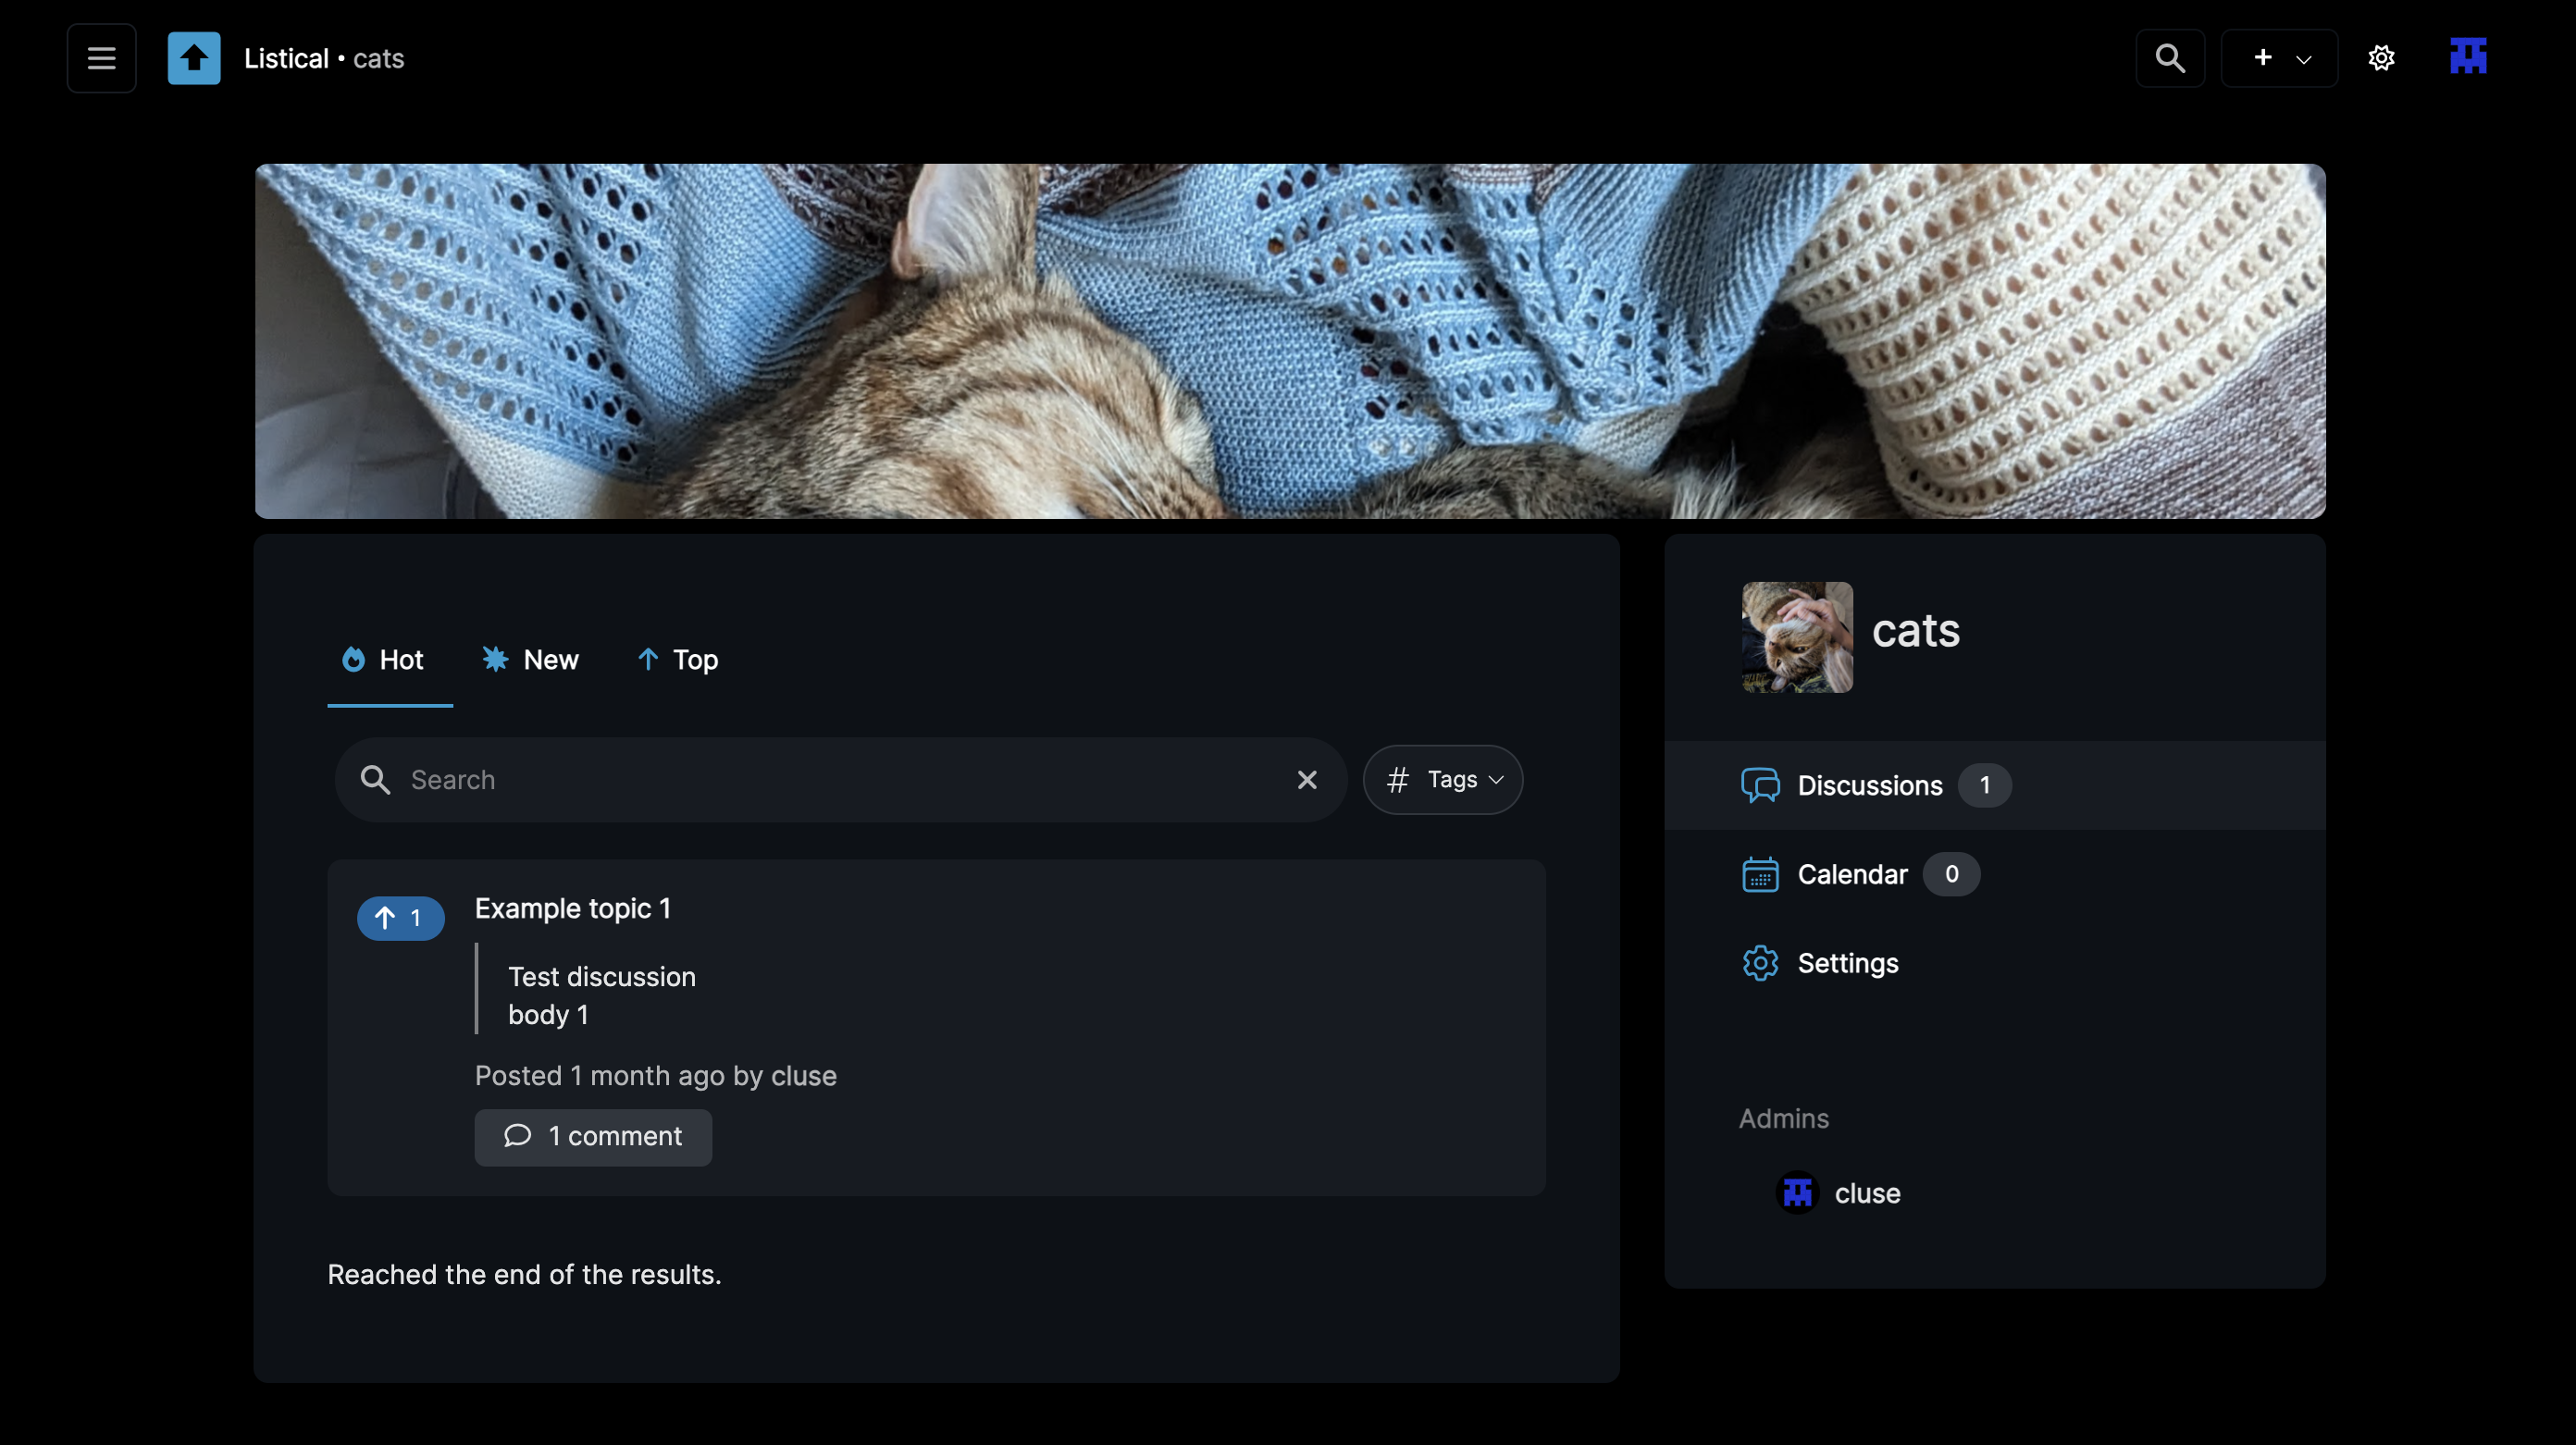 Listical • cats
Hot
New
Top
Search
# Tags
1
Example topic 1
Test discussion
body 1
Posted 1 month ago by cluse
1 comment
Reached the end of the results.
cats
Discussions 1
Calendar 0
Settings
Admins
cluse